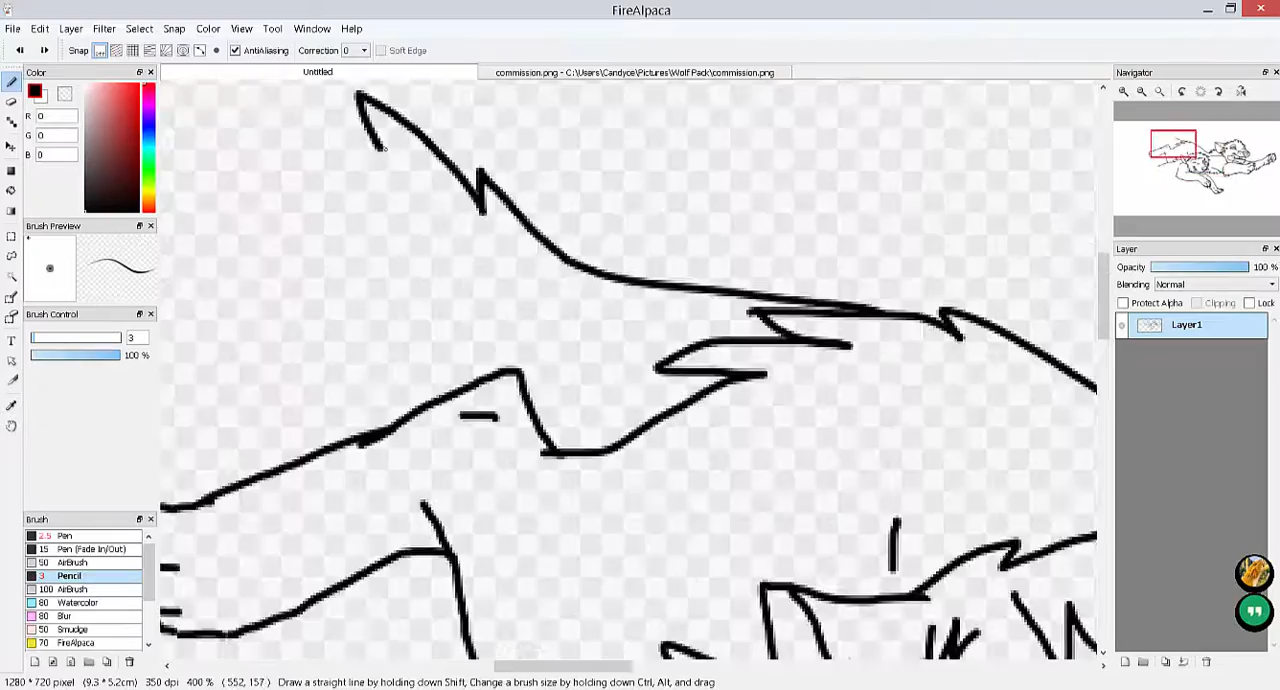 FireAlpaca
File Edit Layer Filter Select Snap Color View Tool Window Help
Snap AntiAliasing Correction 0 Soft Edge
Color Untitled commission.png - C:\Users\Candyce\Pictures\Wolf Pack\commission.png Navigator
R 0
G 0
B 0
Brush Preview
Layer
Opacity 100 %
Blending Normal
Protect Alpha Clipping Lock
Layer1
Brush Control
3
100 %
Brush
2.5 Pen
15 Pen (Fade In/Out)
50 AirBrush
3 Pencil
100 AirBrush
80 Watercolor
80 Blur
50 Smudge
70 FireAlpaca
1280 * 720 pixel (9.3 * 5.2cm) 350 dpi 400 % ( 552, 157 ) Draw a straight line by holding down Shift, Change a brush size by holding down Ctrl, Alt, and drag